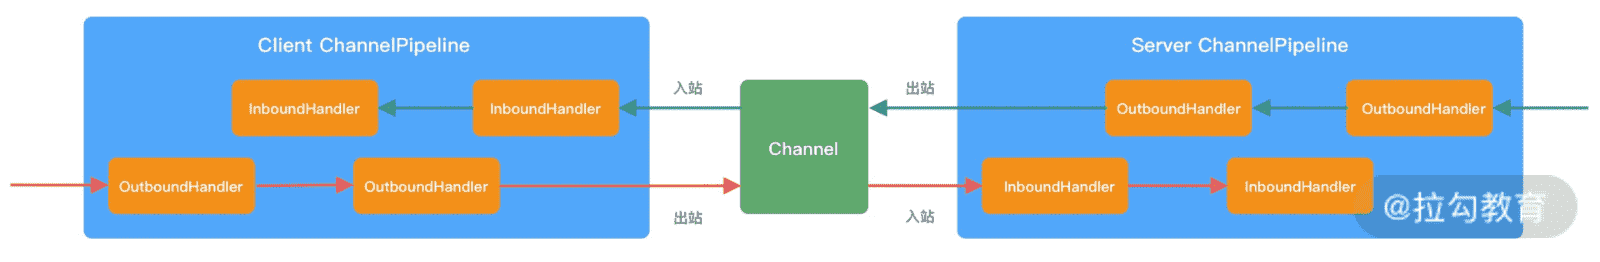 Client ChannelPipeline
Server ChannelPipeline
入站
出站
InboundHandler
InboundHandler
OutboundHandler
OutboundHandler
Channel
OutboundHandler
OutboundHandler
InboundHandler
InboundHandler
出站
入站
@拉勾教育